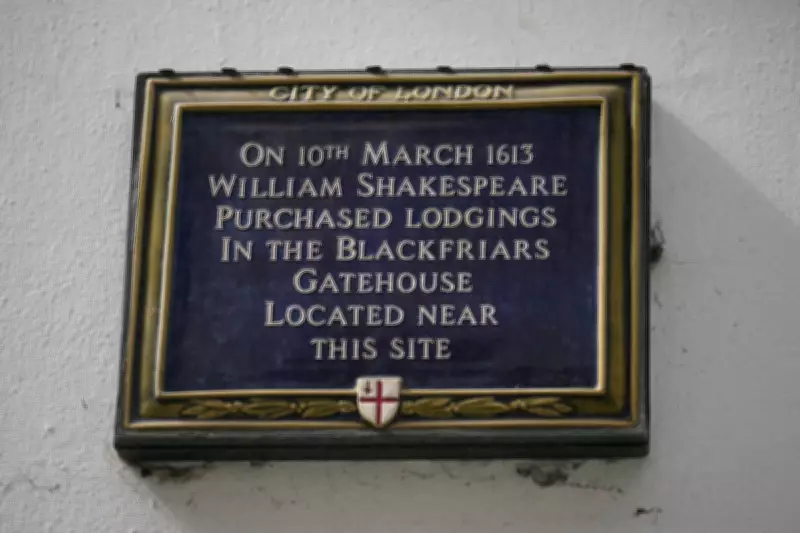 CITY OF LONDON
ON 10TH MARCH 1613
WILLIAM SHAKESPEARE
PURCHASED LODGINGS
IN THE BLACKFRIARS
GATEHOUSE
LOCATED NEAR
THIS SITE